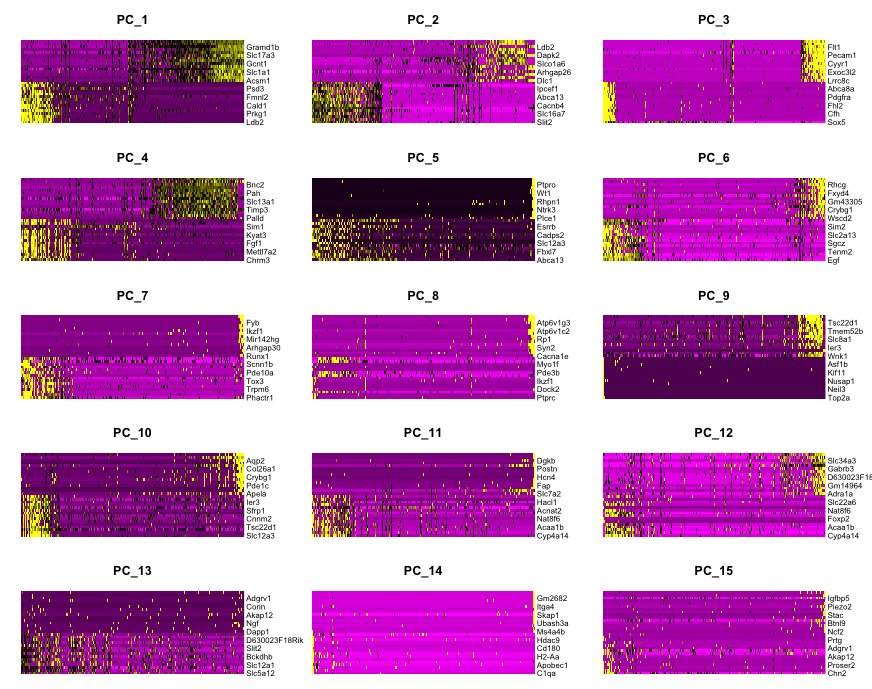 PC_1
Gramd1b
Slc17a3
Gcnt1
Slc1a1
Acsm1
Psd3
Fmnl2
Cald1
Prkg1
Ldb2
PC_2
Ldb2
Dapk2
Slco1a6
Arhgap26
Dlc1
Ipcef1
Abca13
Cacnb4
Slc16a7
Slit2
PC_3
Flt1
Pecam1
Cyyr1
Exoc3l2
Lrrc8c
Abca8a
Pdgfra
Fhl2
Cfh
Sox5
PC_4
Bnc2
Pah
Slc13a1
Timp3
Palld
Sim1
Kyat3
Fgf1
Mettl7a2
Chrm3
PC_5
Ptpro
Wt1
Rhpn1
Ntrk3
Plce1
Esrrb
Cadps2
Slc12a3
Fbxl7
Abca13
PC_6
Rhcg
Fxyd4
Gm43305
Crybg1
Wscd2
Sim2
Slc2a13
Sgcz
Tenm2
Egf
PC_7
Fyb
Ikzf1
Mir142hg
Arhgap30
Runx1
Scnn1b
Pde10a
Tox3
Trpm6
Phactr1
PC_8
Atp6v1g3
Atp6v1c2
Rp1
Syn2
Cacna1e
Myo1f
Pde3b
Ikzf1
Dock2
Ptprc
PC_9
Tsc22d1
Tmem52b
Slc8a1
Ier3
Wnk1
Asf1b
Kif11
Nusap1
Neil3
Top2a
PC_10
Aqp2
Col26a1
Crybg1
Pde1c
Apela
Ier3
Sfrp1
Cnnm2
Tsc22d1
Slc12a3
PC_11
Dgkb
Postn
Hcn4
Fap
Slc7a2
Hacl1
Acnat2
Nat8f6
Acaa1b
Cyp4a14
PC_12
Slc34a3
Gabrb3
D630023F18
Gm14964
Adra1a
Slc22a6
Nat8f6
Foxp2
Acaa1b
Cyp4a14
PC_13
Adgrv1
Corin
Akap12
Ngf
Dapp1
D630023F18Rik
Slit2
Bckdhb
Slc12a1
Slc5a12
PC_14
Gm2682
Itga4
Skap1
Ubash3a
Ms4a4b
Hdac9
Cd180
H2-Aa
Apobec1
C1qa
PC_15
Igfbp5
Piezo2
Stac
Btnl9
Ncf2
Prtg
Adgrv1
Akap12
Proser2
Chn2